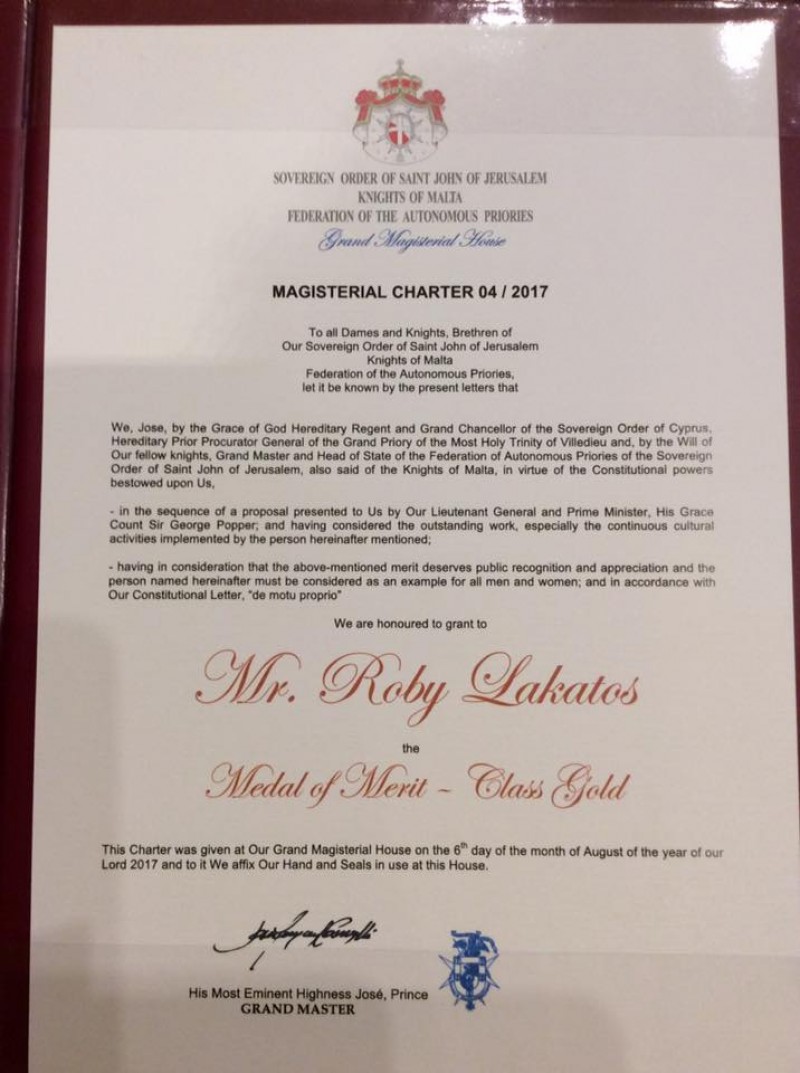 SOVEREIGN ORDER OF SAINT JOHN OF JERUSALEM
KNIGHTS OF MALTA
FEDERATION OF THE AUTONOMOUS PRIORIES
Grand Magisterial House
MAGISTERIAL CHARTER 04 / 2017
To all Dames and Knights, Brethren of
Our Sovereign Order of Saint John of Jerusalem
Knights of Malta
Federation of the Autonomous Priories,
let it be known by the present letters that
We, Jose, by the Grace of God Hereditary Regent and Grand Chancellor of the Sovereign Order of Cyprus,
Hereditary Prior Procurator General of the Grand Priory of the Most Holy Trinity of Villedieu and, by the Will of
Our fellow knights, Grand Master and Head of State of the Federation of Autonomous Priories of the Sovereign
Order of Saint John of Jerusalem, also said of the Knights of Malta, in virtue of the Constitutional powers
bestowed upon Us,
- in the sequence of a proposal presented to Us by Our Lieutenant General and Prime Minister, His Grace
Count Sir George Popper; and having considered the outstanding work, especially the continuous cultural
activities implemented by the person hereinafter mentioned;
- having in consideration that the above-mentioned merit deserves public recognition and appreciation and the
person named hereinafter must be considered as an example for all men and women; and in accordance with
Our Constitutional Letter, "de motu proprio"
We are honoured to grant to
Mr. Roby Lakatos
the
Medal of Merit ~ Class Gold
This Charter was given at Our Grand Magisterial House on the 6th day of the month of August of the year of our
Lord 2017 and to it We affix Our Hand and Seals in use at this House.
His Most Eminent Highness José, Prince
GRAND MASTER